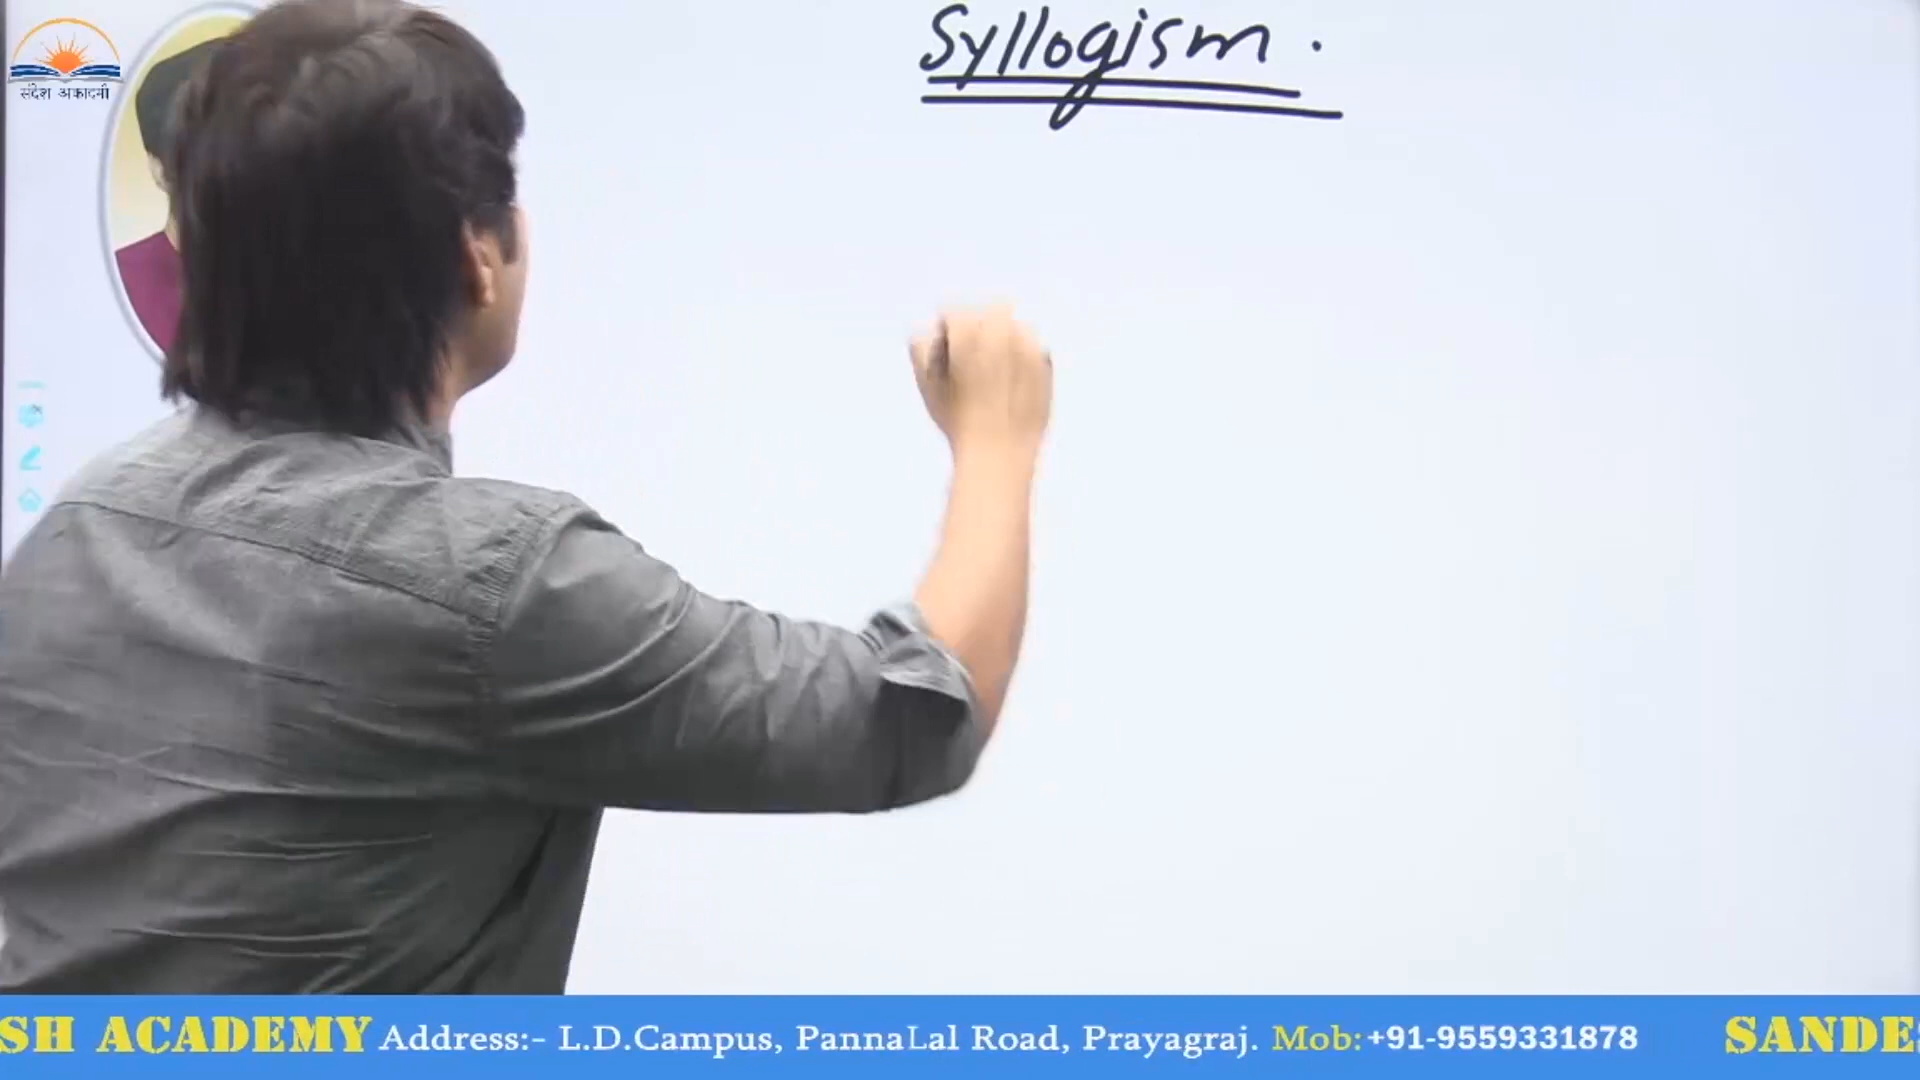 Syllogism .
संदेश अकादमी
SH ACADEMY Address:- L.D.Campus, PannaLal Road, Prayagraj. Mob:+91-9559331878 SANDE